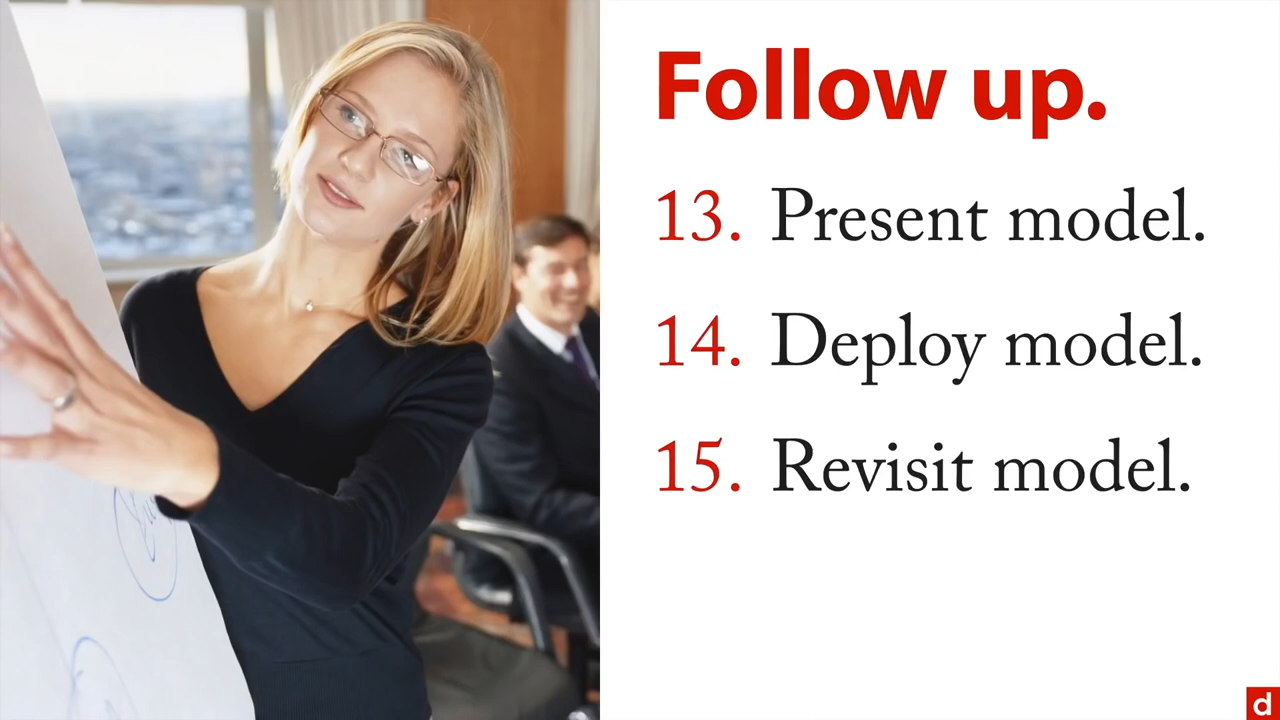 Follow up.
13. Present model.
14. Deploy model.
15. Revisit model.
d